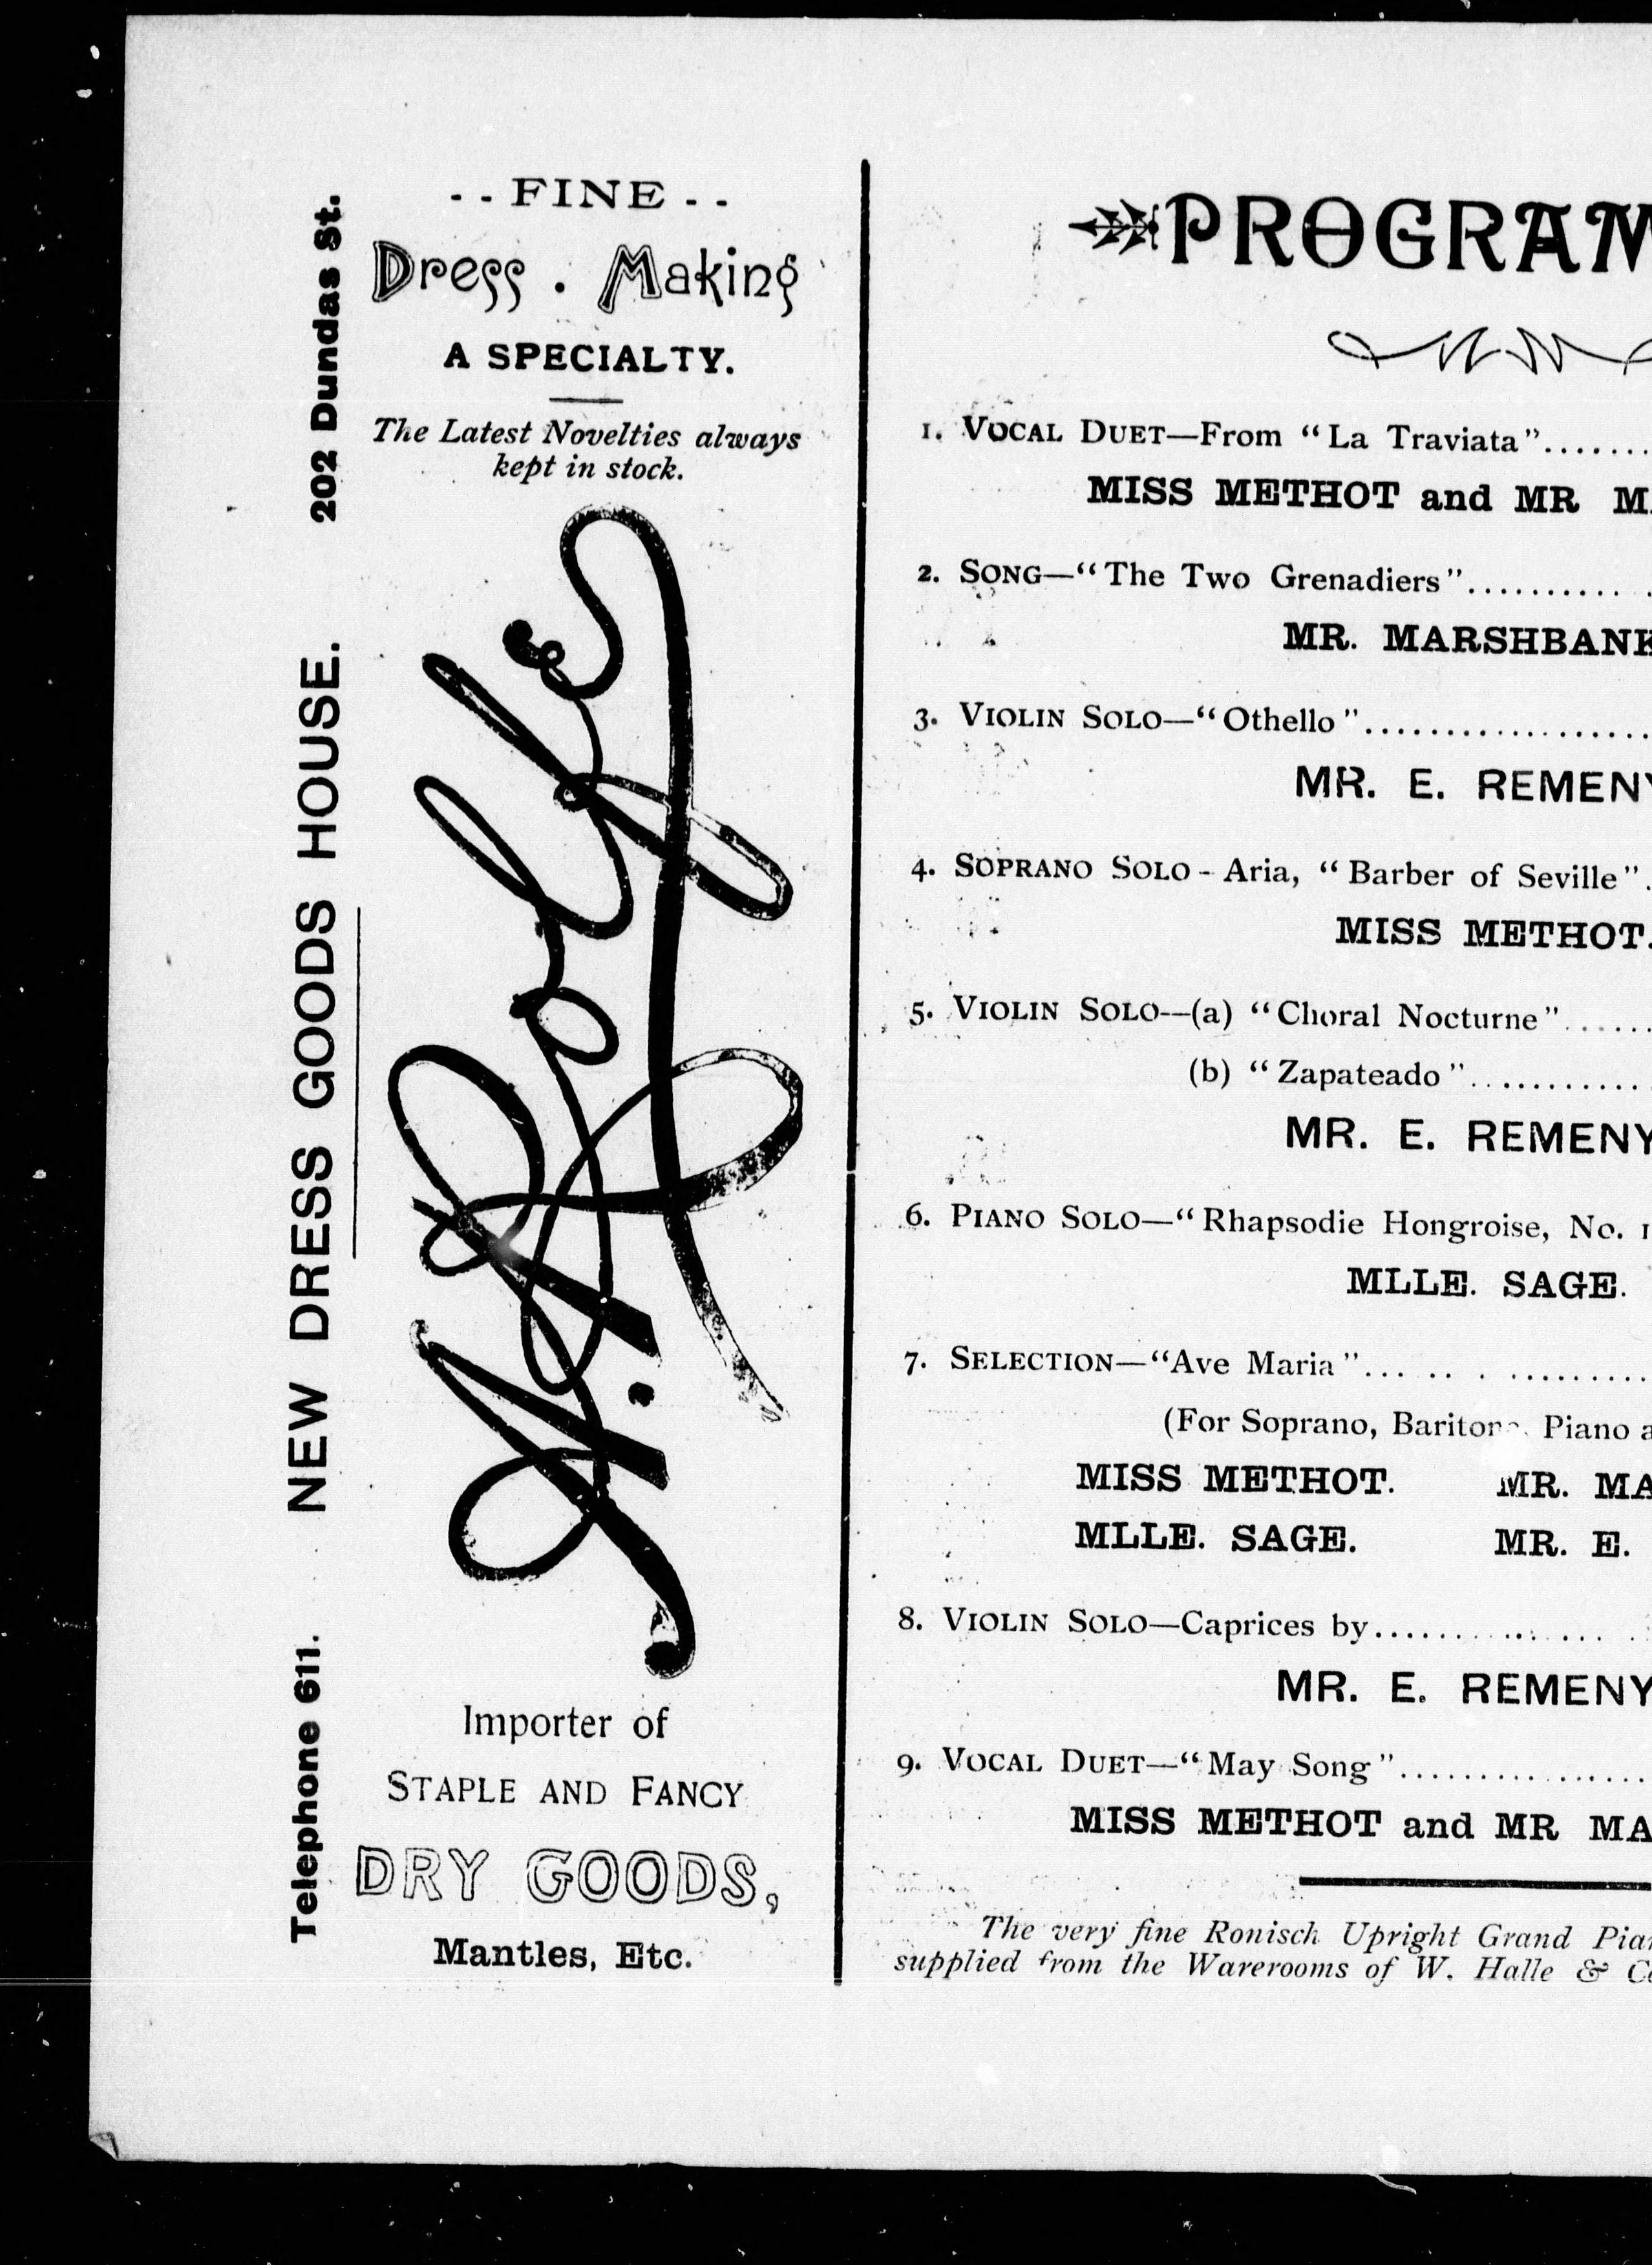 - - FINE - -
Dress . Making
A SPECIALTY.
The Latest Novelties always
kept in stock.
202 Dundas St.
NEW DRESS GOODS HOUSE.
Telephone 611.
Importer of
STAPLE AND FANCY
DRY GOODS,
Mantles, Etc.
PROGRAM
1. VOCAL DUET—From "La Traviata".......
MISS METHOT and MR M
2. SONG—"The Two Grenadiers"..........
MR. MARSHBANK
3. VIOLIN SOLO—"Othello"..................
MR. E. REMENY
4. SOPRANO SOLO - Aria, "Barber of Seville".
MISS METHOT.
5. VIOLIN SOLO—(a) "Choral Nocturne"......
(b) "Zapateado"............
MR. E. REMENY
6. PIANO SOLO—"Rhapsodie Hongroise, No. 1
MLLE. SAGE.
7. SELECTION—"Ave Maria"... .. . .........
(For Soprano, Baritone, Piano a
MISS METHOT. MR. MA
MLLE. SAGE. MR. E.
8. VIOLIN SOLO—Caprices by....... ... ... .
MR. E. REMENY
9. VOCAL DUET—"May Song"...............
MISS METHOT and MR MA
The very fine Ronisch Upright Grand Pian
supplied from the Warerooms of W. Halle & Co